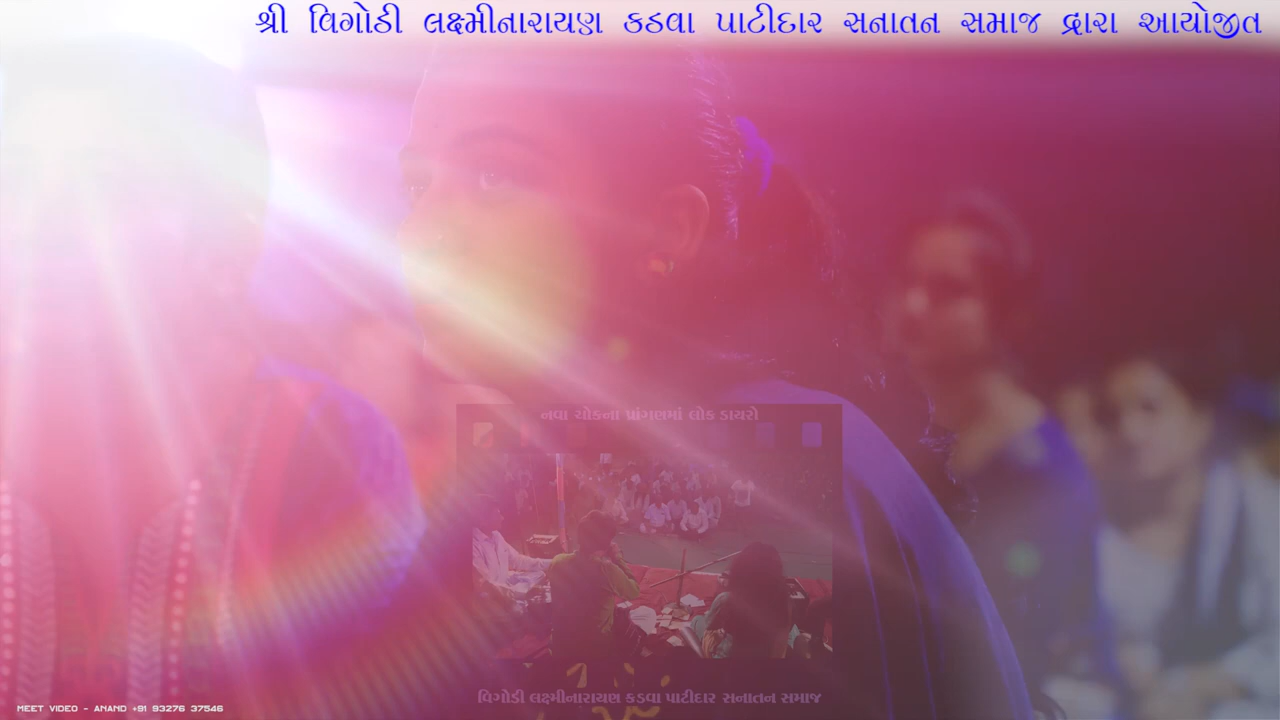 શ્રી વિગોડી લક્ષ્મીનારાયણ કડવા પાટીદાર સનાતન સમાજ દ્વારા આયોજીત
નવા ચોકના પ્રાંગણમાં લોક ડાયરો
વિગોડી લક્ષ્મીનારાયણ કડવા પાટીદાર સનાતન સમાજ
MEET VIDEO - ANAND +91 93276 37546